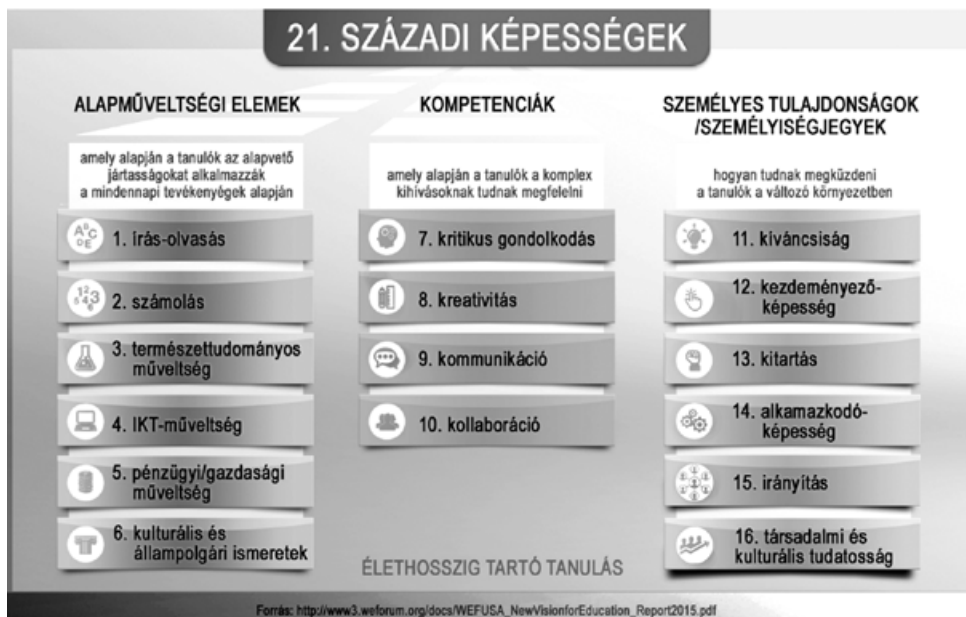 21. SZÁZADI KÉPESSÉGEK
ALAPMŰVELTSÉGI ELEMEK
amely alapján a tanulók az alapvető
jártasságokat alkalmazzák
a mindennapi tevékenyégek alapján
1. írás-olvasás
2. számolás
3. természettudományos
műveltség
4. IKT-műveltség
5. pénzügyi/gazdasági
műveltség
6. kulturális és
állampolgári ismeretek
KOMPETENCIÁK
amely alapján a tanulók a komplex
kihívásoknak tudnak megfelelni
7. kritikus gondolkodás
8. kreativitás
9. kommunikáció
10. kollaboráció
SZEMÉLYES TULAJDONSÁGOK
/SZEMÉLYISÉGJEGYEK
hogyan tudnak megküzdeni
a tanulók a változó környezetben
11. kíváncsiság
12. kezdeményező-
képesség
13. kitartás
14. alkamazkodó-
képesség
15. irányítás
16. társadalmi és
kulturális tudatosság
ÉLETHOSSZIG TARTÓ TANULÁS
Forrás: http://www3.weforum.org/docs/WEFUSA_NewVisionforEducation_Report2015.pdf